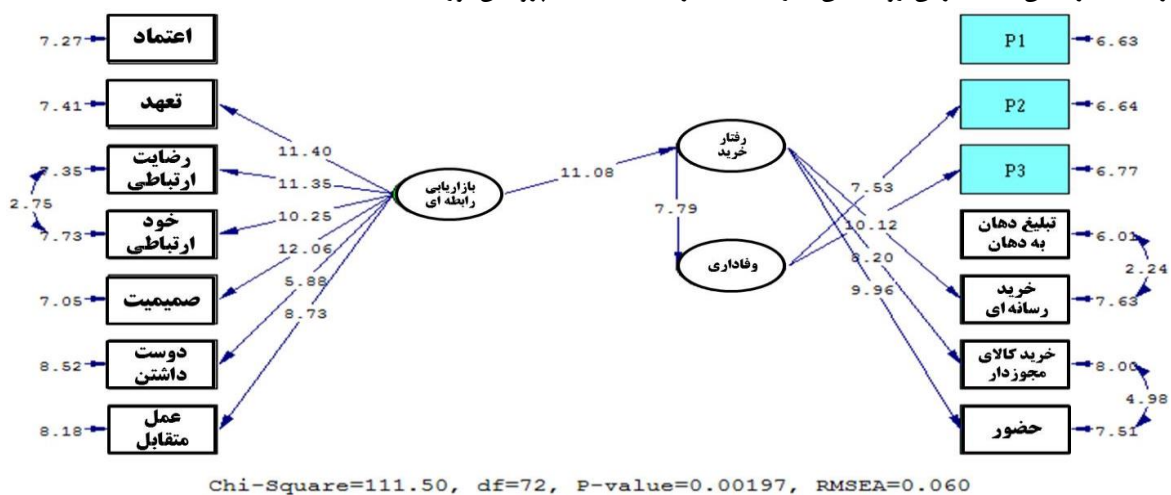 7.27
اعتماد
7.41
تعهد
7.35
رضایت
ارتباطی
2.75
7.73
خود
ارتباطی
7.05
صمیمیت
8.52
دوست
داشتن
8.18
عمل
متقابل
11.40
11.35
10.25
12.06
5.88
8.73
بازاریابی
رابطه ای
11.08
رفتار
خرید
7.79
وفاداری
7.53
10.12
8.20
9.96
P1
6.63
P2
6.64
P3
6.77
تبلیغ دهان
به دهان
6.01
2.24
خرید
رسانه ای
7.63
خرید کالای
مجوزدار
8.00
4.98
حضور
7.51
Chi-Square=111.50, df=72, P-value=0.00197, RMSEA=0.060